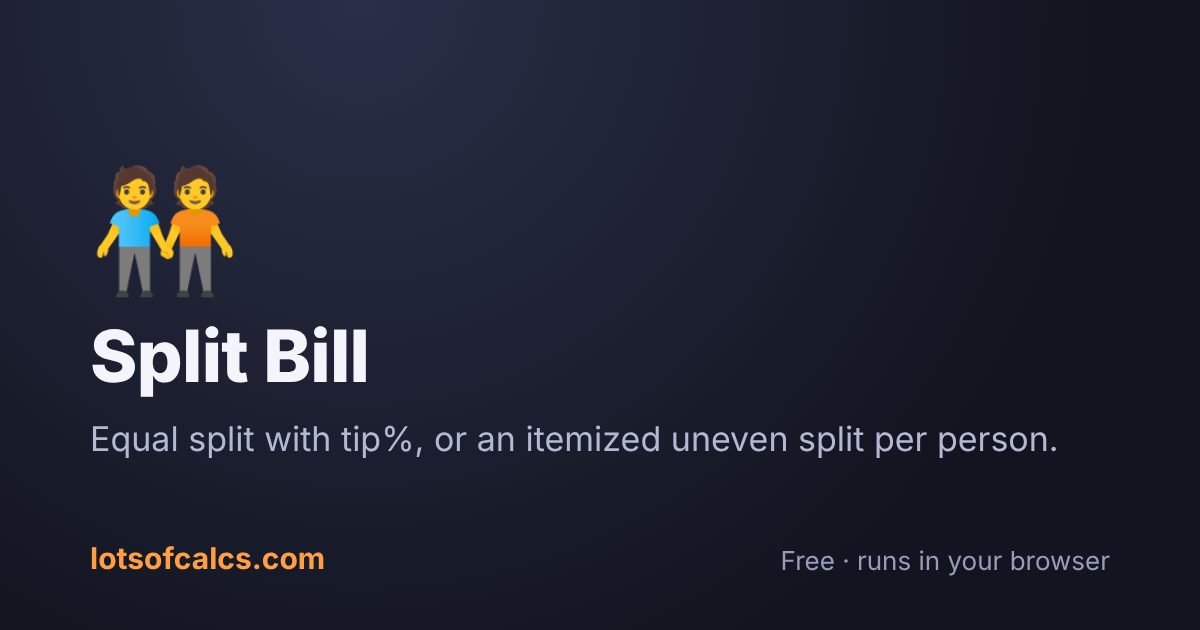 Split Bill
Equal split with tip%, or an itemized uneven split per person.
lotsofcalcs.com
Free · runs in your browser